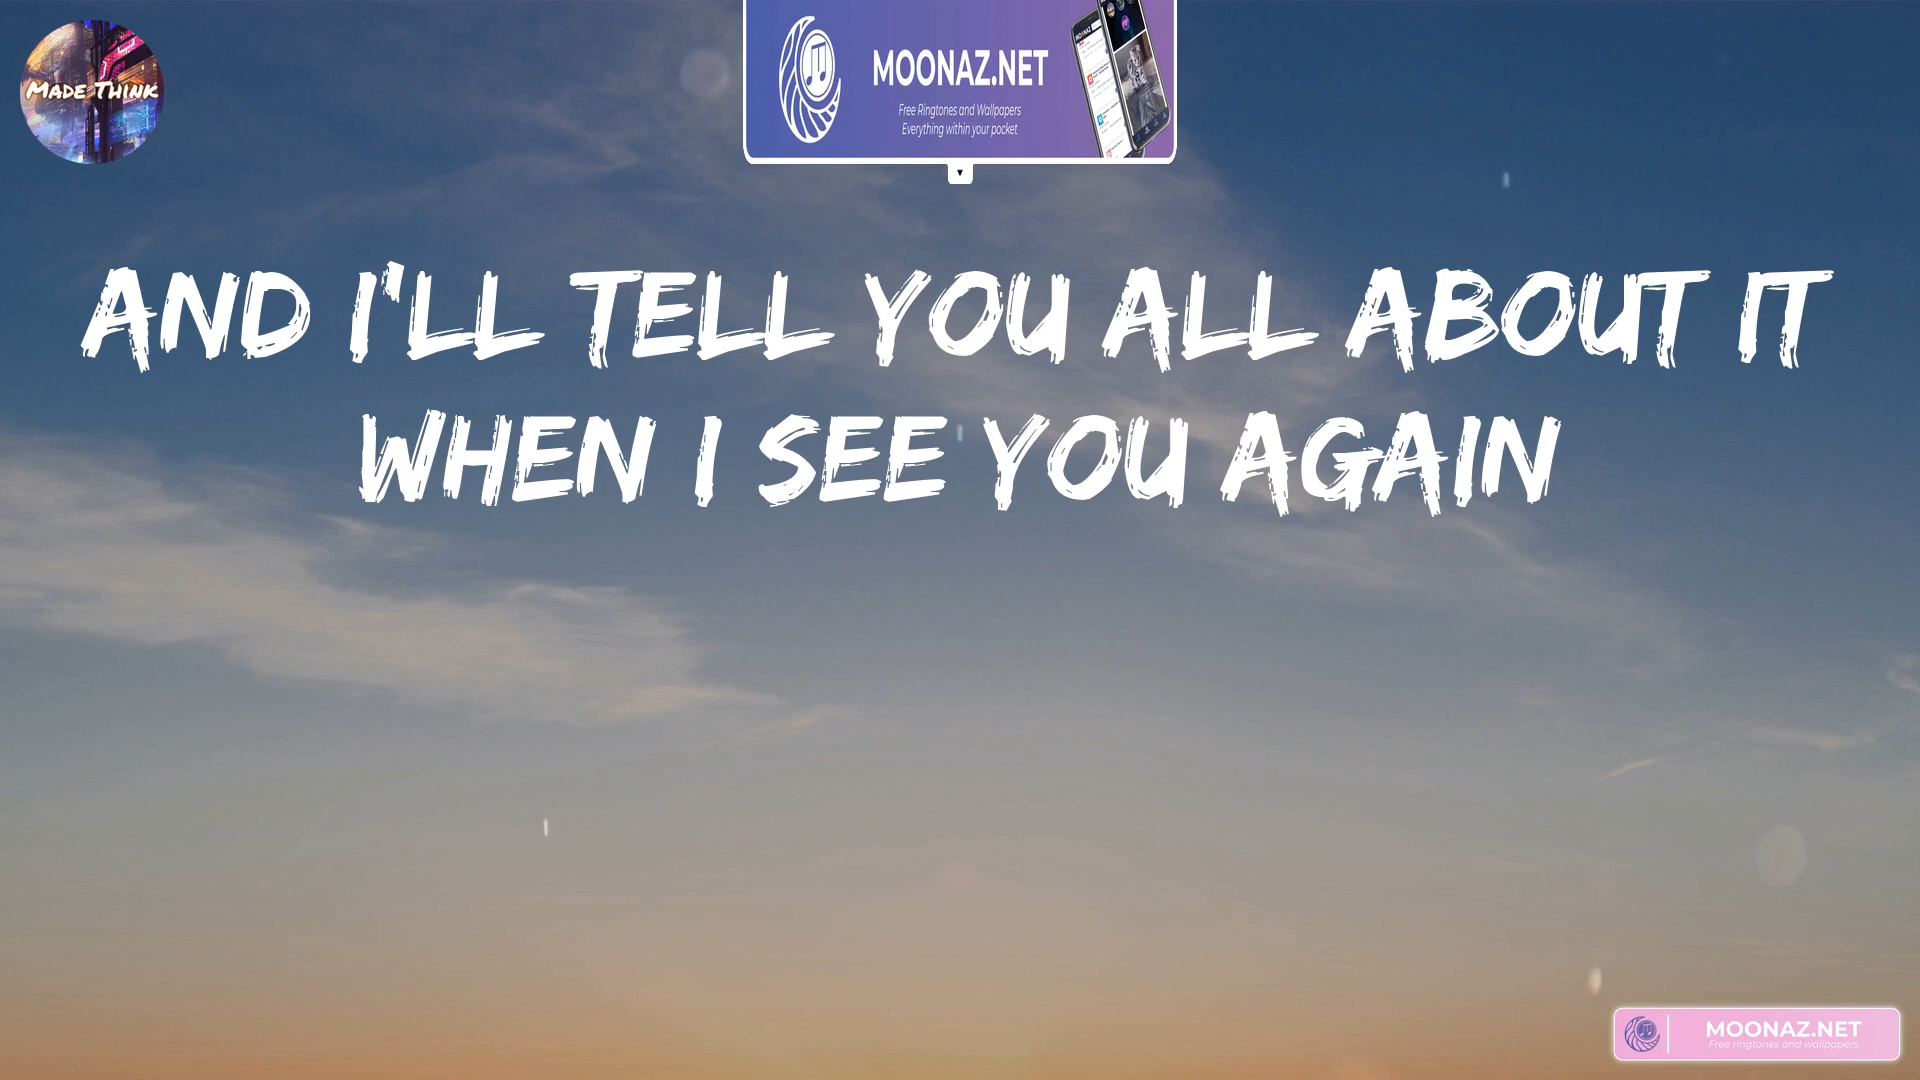 MADE THINK
MOONAZ.NET
Free Ringtones and Wallpapers
Everything within your pocket
AND I'LL TELL YOU ALL ABOUT IT
WHEN I SEE YOU AGAIN
MOONAZ.NET
Free ringtones and wallpapers